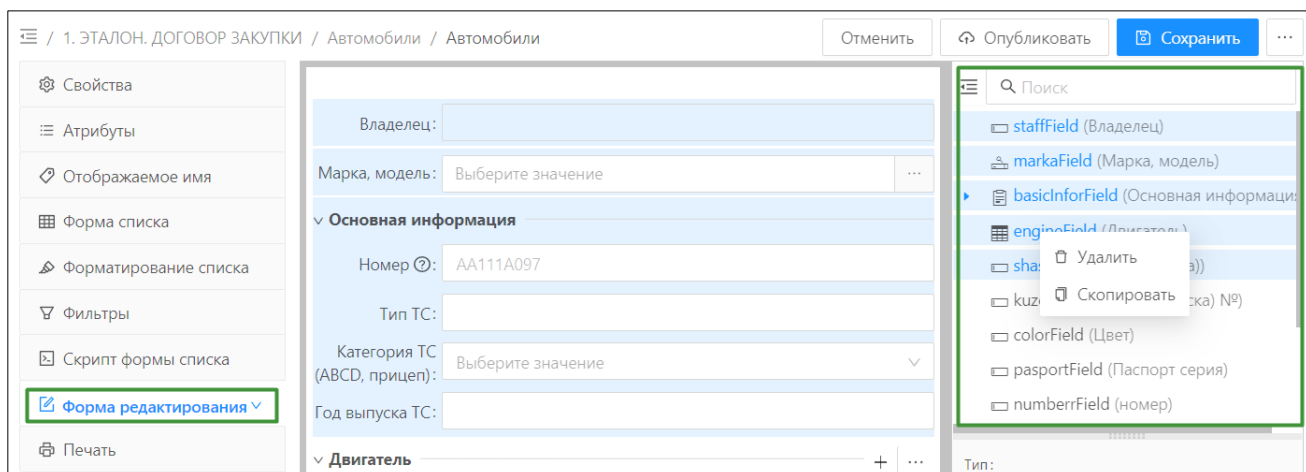 / 1. ЭТАЛОН. ДОГОВОР ЗАКУПКИ / Автомобили / Автомобили
Отменить
Опубликовать
Сохранить
...
Свойства
Атрибуты
Отображаемое имя
Форма списка
Форматирование списка
Фильтры
Скрипт формы списка
Форма редактирования
Печать
Владелец:
Марка, модель: Выберите значение ...
Основная информация
Номер ?: AA111A097
Тип ТС:
Категория ТС
(ABCD, прицеп): Выберите значение
Год выпуска ТС:
Двигатель + ...
Поиск
staffField (Владелец)
markaField (Марка, модель)
basicInforField (Основная информаци
engineField (Двигатель)
а))
ска) №)
colorField (Цвет)
pasportField (Паспорт серия)
numberrField (номер)
Удалить
Скопировать
Тип: